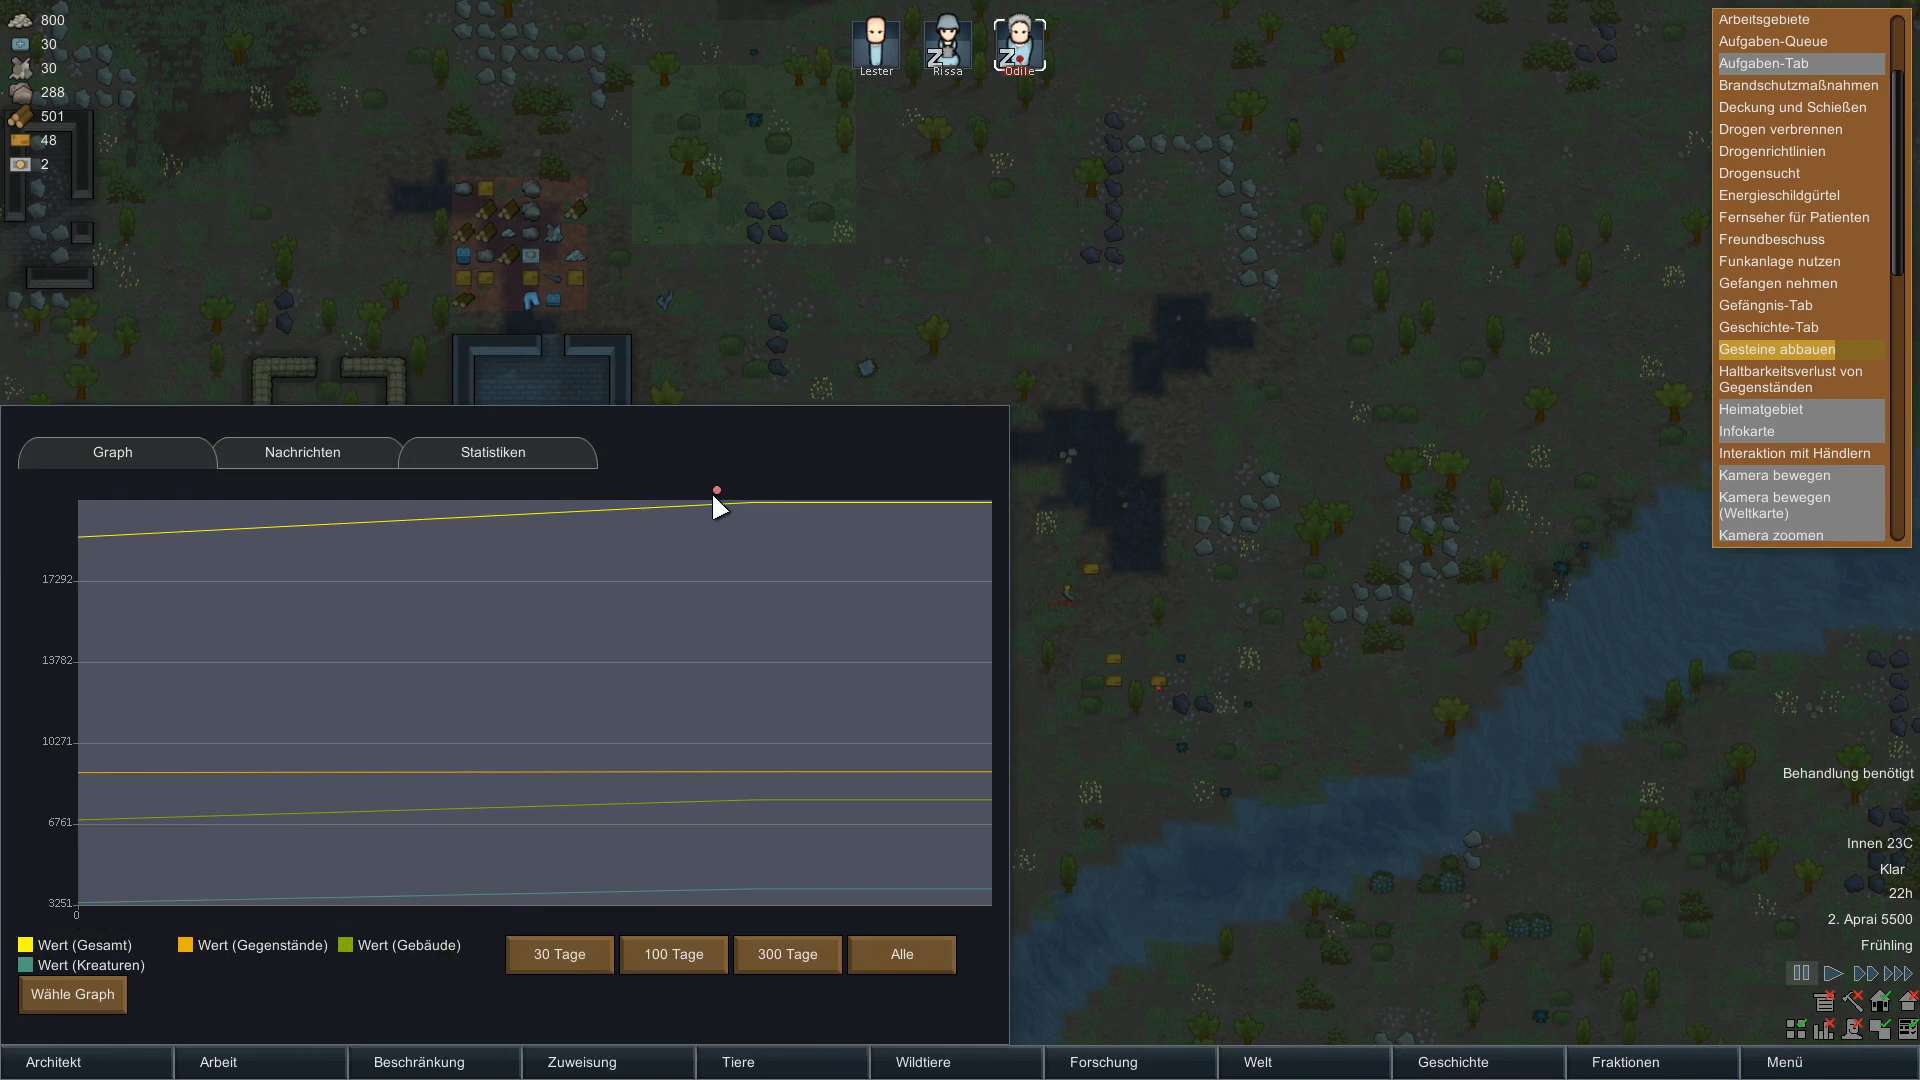 800
30
30
288
501
48
2
Lester
Rissa
Odile
Arbeitsgebiete
Aufgaben-Queue
Aufgaben-Tab
Brandschutzmaßnahmen
Deckung und Schießen
Drogen verbrennen
Drogenrichtlinien
Drogensucht
Energieschildgürtel
Fernseher für Patienten
Freundbeschuss
Funkanlage nutzen
Gefangen nehmen
Gefängnis-Tab
Geschichte-Tab
Gesteine abbauen
Haltbarkeitsverlust von
Gegenständen
Heimatgebiet
Infokarte
Interaktion mit Händlern
Kamera bewegen
Kamera bewegen
(Weltkarte)
Kamera zoomen
Graph
Nachrichten
Statistiken
17292
13782
10271
6761
3251
0
Wert (Gesamt)
Wert (Gegenstände)
Wert (Gebäude)
Wert (Kreaturen)
30 Tage
100 Tage
300 Tage
Alle
Wähle Graph
Behandlung benötigt
Innen 23C
Klar
22h
2. Aprai 5500
Frühling
Architekt
Arbeit
Beschränkung
Zuweisung
Tiere
Wildtiere
Forschung
Welt
Geschichte
Fraktionen
Menü